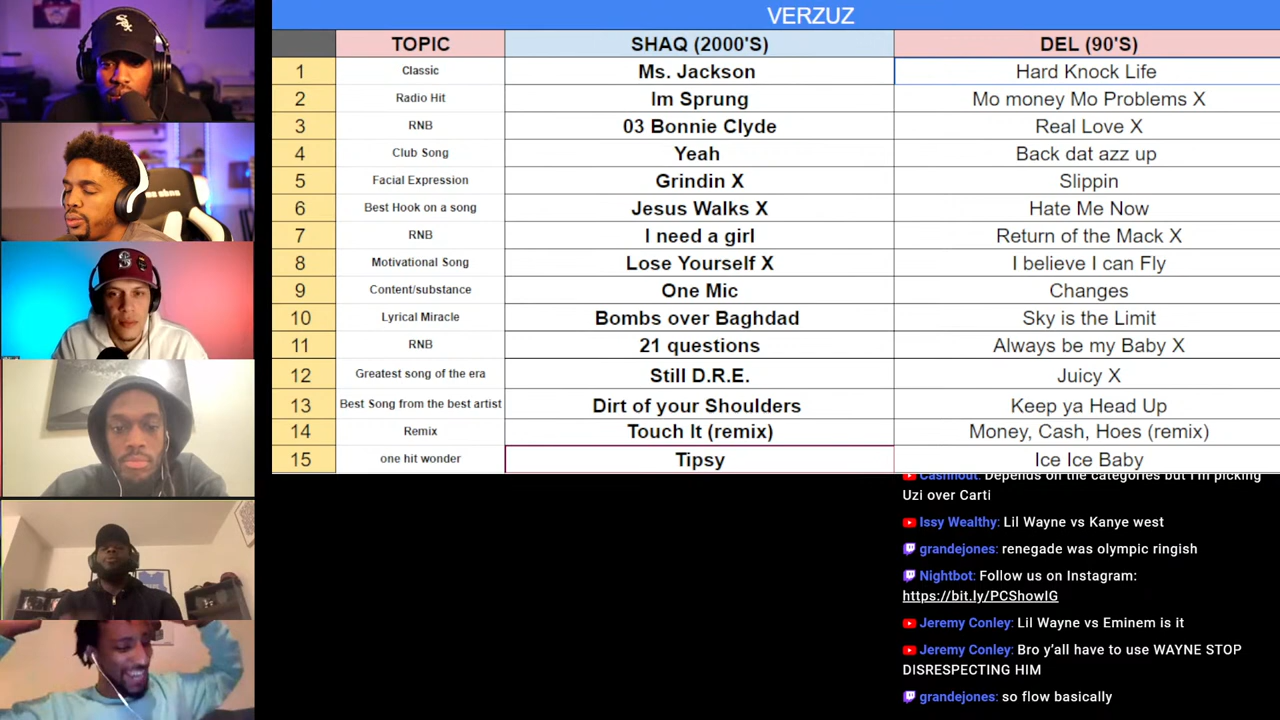 VERZUZ
TOPIC SHAQ (2000'S) DEL (90'S)
1 Classic Ms. Jackson Hard Knock Life
2 Radio Hit Im Sprung Mo money Mo Problems X
3 RNB 03 Bonnie Clyde Real Love X
4 Club Song Yeah Back dat azz up
5 Facial Expression Grindin X Slippin
6 Best Hook on a song Jesus Walks X Hate Me Now
7 RNB I need a girl Return of the Mack X
8 Motivational Song Lose Yourself X I believe I can Fly
9 Content/substance One Mic Changes
10 Lyrical Miracle Bombs over Baghdad Sky is the Limit
11 RNB 21 questions Always be my Baby X
12 Greatest song of the era Still D.R.E. Juicy X
13 Best Song from the best artist Dirt of your Shoulders Keep ya Head Up
14 Remix Touch It (remix) Money, Cash, Hoes (remix)
15 one hit wonder Tipsy Ice Ice Baby
Cashhout: Depends on the categories but I'm picking
Uzi over Carti
Issy Wealthy: Lil Wayne vs Kanye west
grandejones: renegade was olympic ringish
Nightbot: Follow us on Instagram:
https://bit.ly/PCShowIG
Jeremy Conley: Lil Wayne vs Eminem is it
Jeremy Conley: Bro y'all have to use WAYNE STOP
DISRESPECTING HIM
grandejones: so flow basically